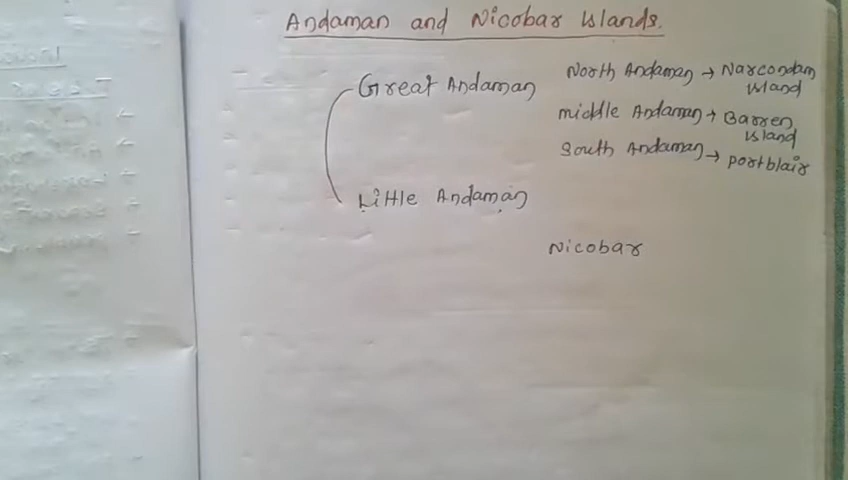 Andaman and Nicobar Islands.
Great Andaman
North Andaman → Narcondam Island
middle Andaman → Barren Island
South Andaman → portblair
Little Andaman
Nicobar